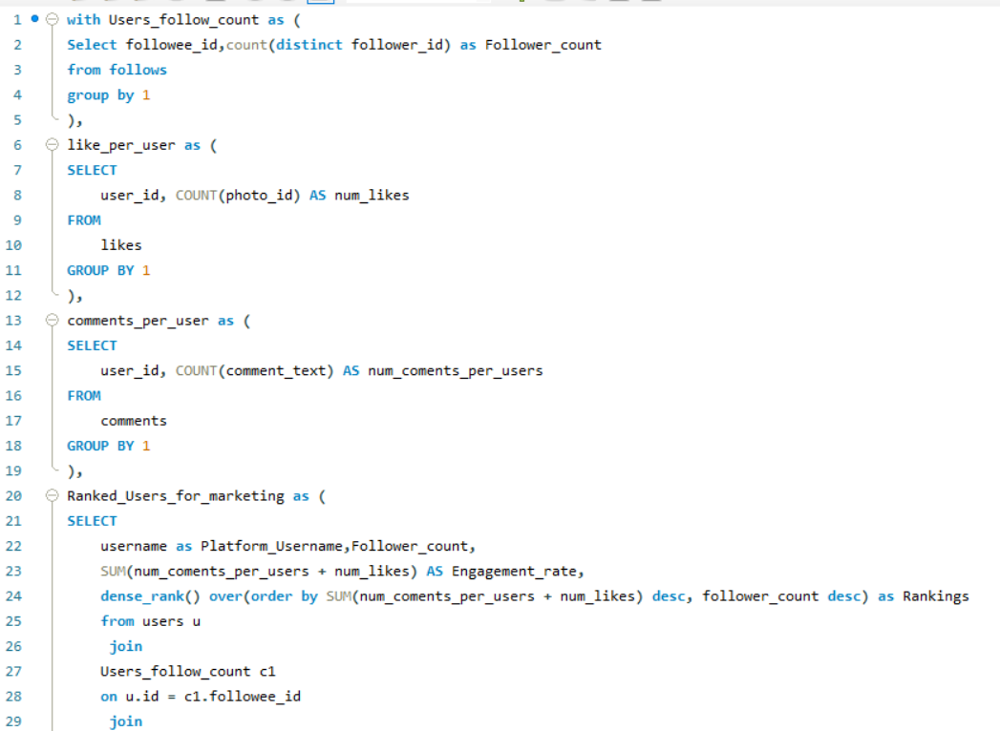 1 with Users_follow_count as (
2 Select followee_id,count(distinct follower_id) as Follower_count
3 from follows
4 group by 1
5 ),
6 like_per_user as (
7 SELECT
8 user_id, COUNT(photo_id) AS num_likes
9 FROM
10 likes
11 GROUP BY 1
12 ),
13 comments_per_user as (
14 SELECT
15 user_id, COUNT(comment_text) AS num_coments_per_users
16 FROM
17 comments
18 GROUP BY 1
19 ),
20 Ranked_Users_for_marketing as (
21 SELECT
22 username as Platform_Username,Follower_count,
23 SUM(num_coments_per_users + num_likes) AS Engagement_rate,
24 dense_rank() over(order by SUM(num_coments_per_users + num_likes) desc, follower_count desc) as Rankings
25 from users u
26 join
27 Users_follow_count c1
28 on u.id = c1.followee_id
29 join